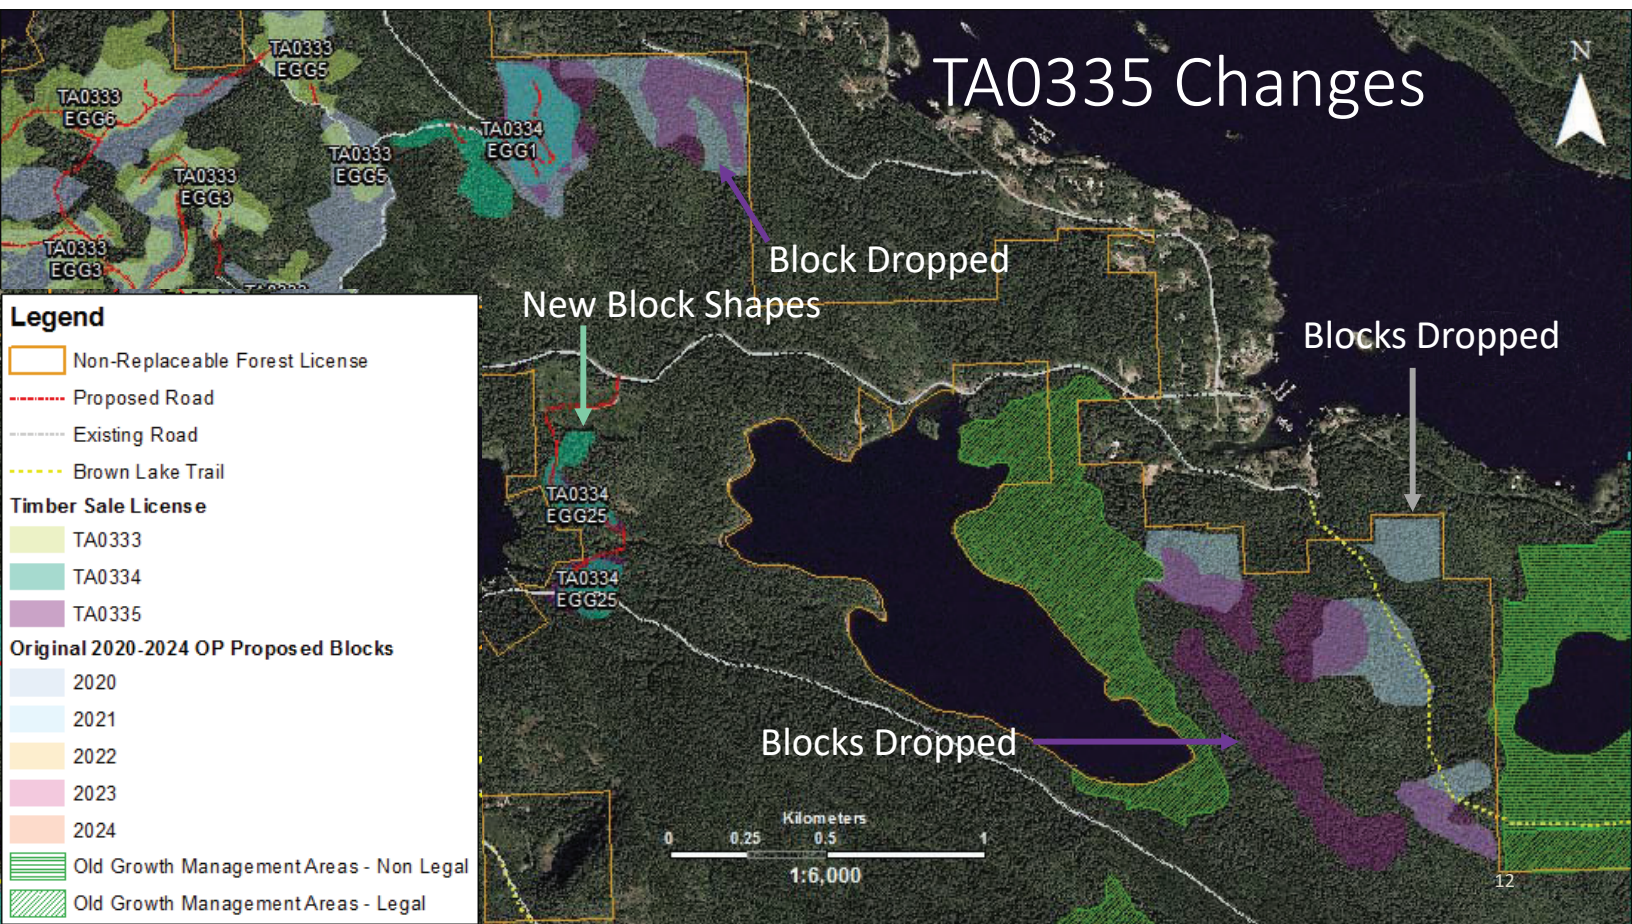 TA0335 Changes
N
TA0333
EGG5
TA0333
EGG6
TA0334
EGG1
TA0333
EGG5
TA0333
EGG3
TA0333
EGG3
TA0333
Block Dropped
New Block Shapes
Blocks Dropped
TA0334
EGG25
TA0334
EGG25
Blocks Dropped
Legend
Non-Replaceable Forest License
Proposed Road
Existing Road
Brown Lake Trail
Timber Sale License
TA0333
TA0334
TA0335
Original 2020-2024 OP Proposed Blocks
2020
2021
2022
2023
2024
Old Growth Management Areas - Non Legal
Old Growth Management Areas - Legal
Kilometers
0 0.25 0.5 1
1:6,000
12